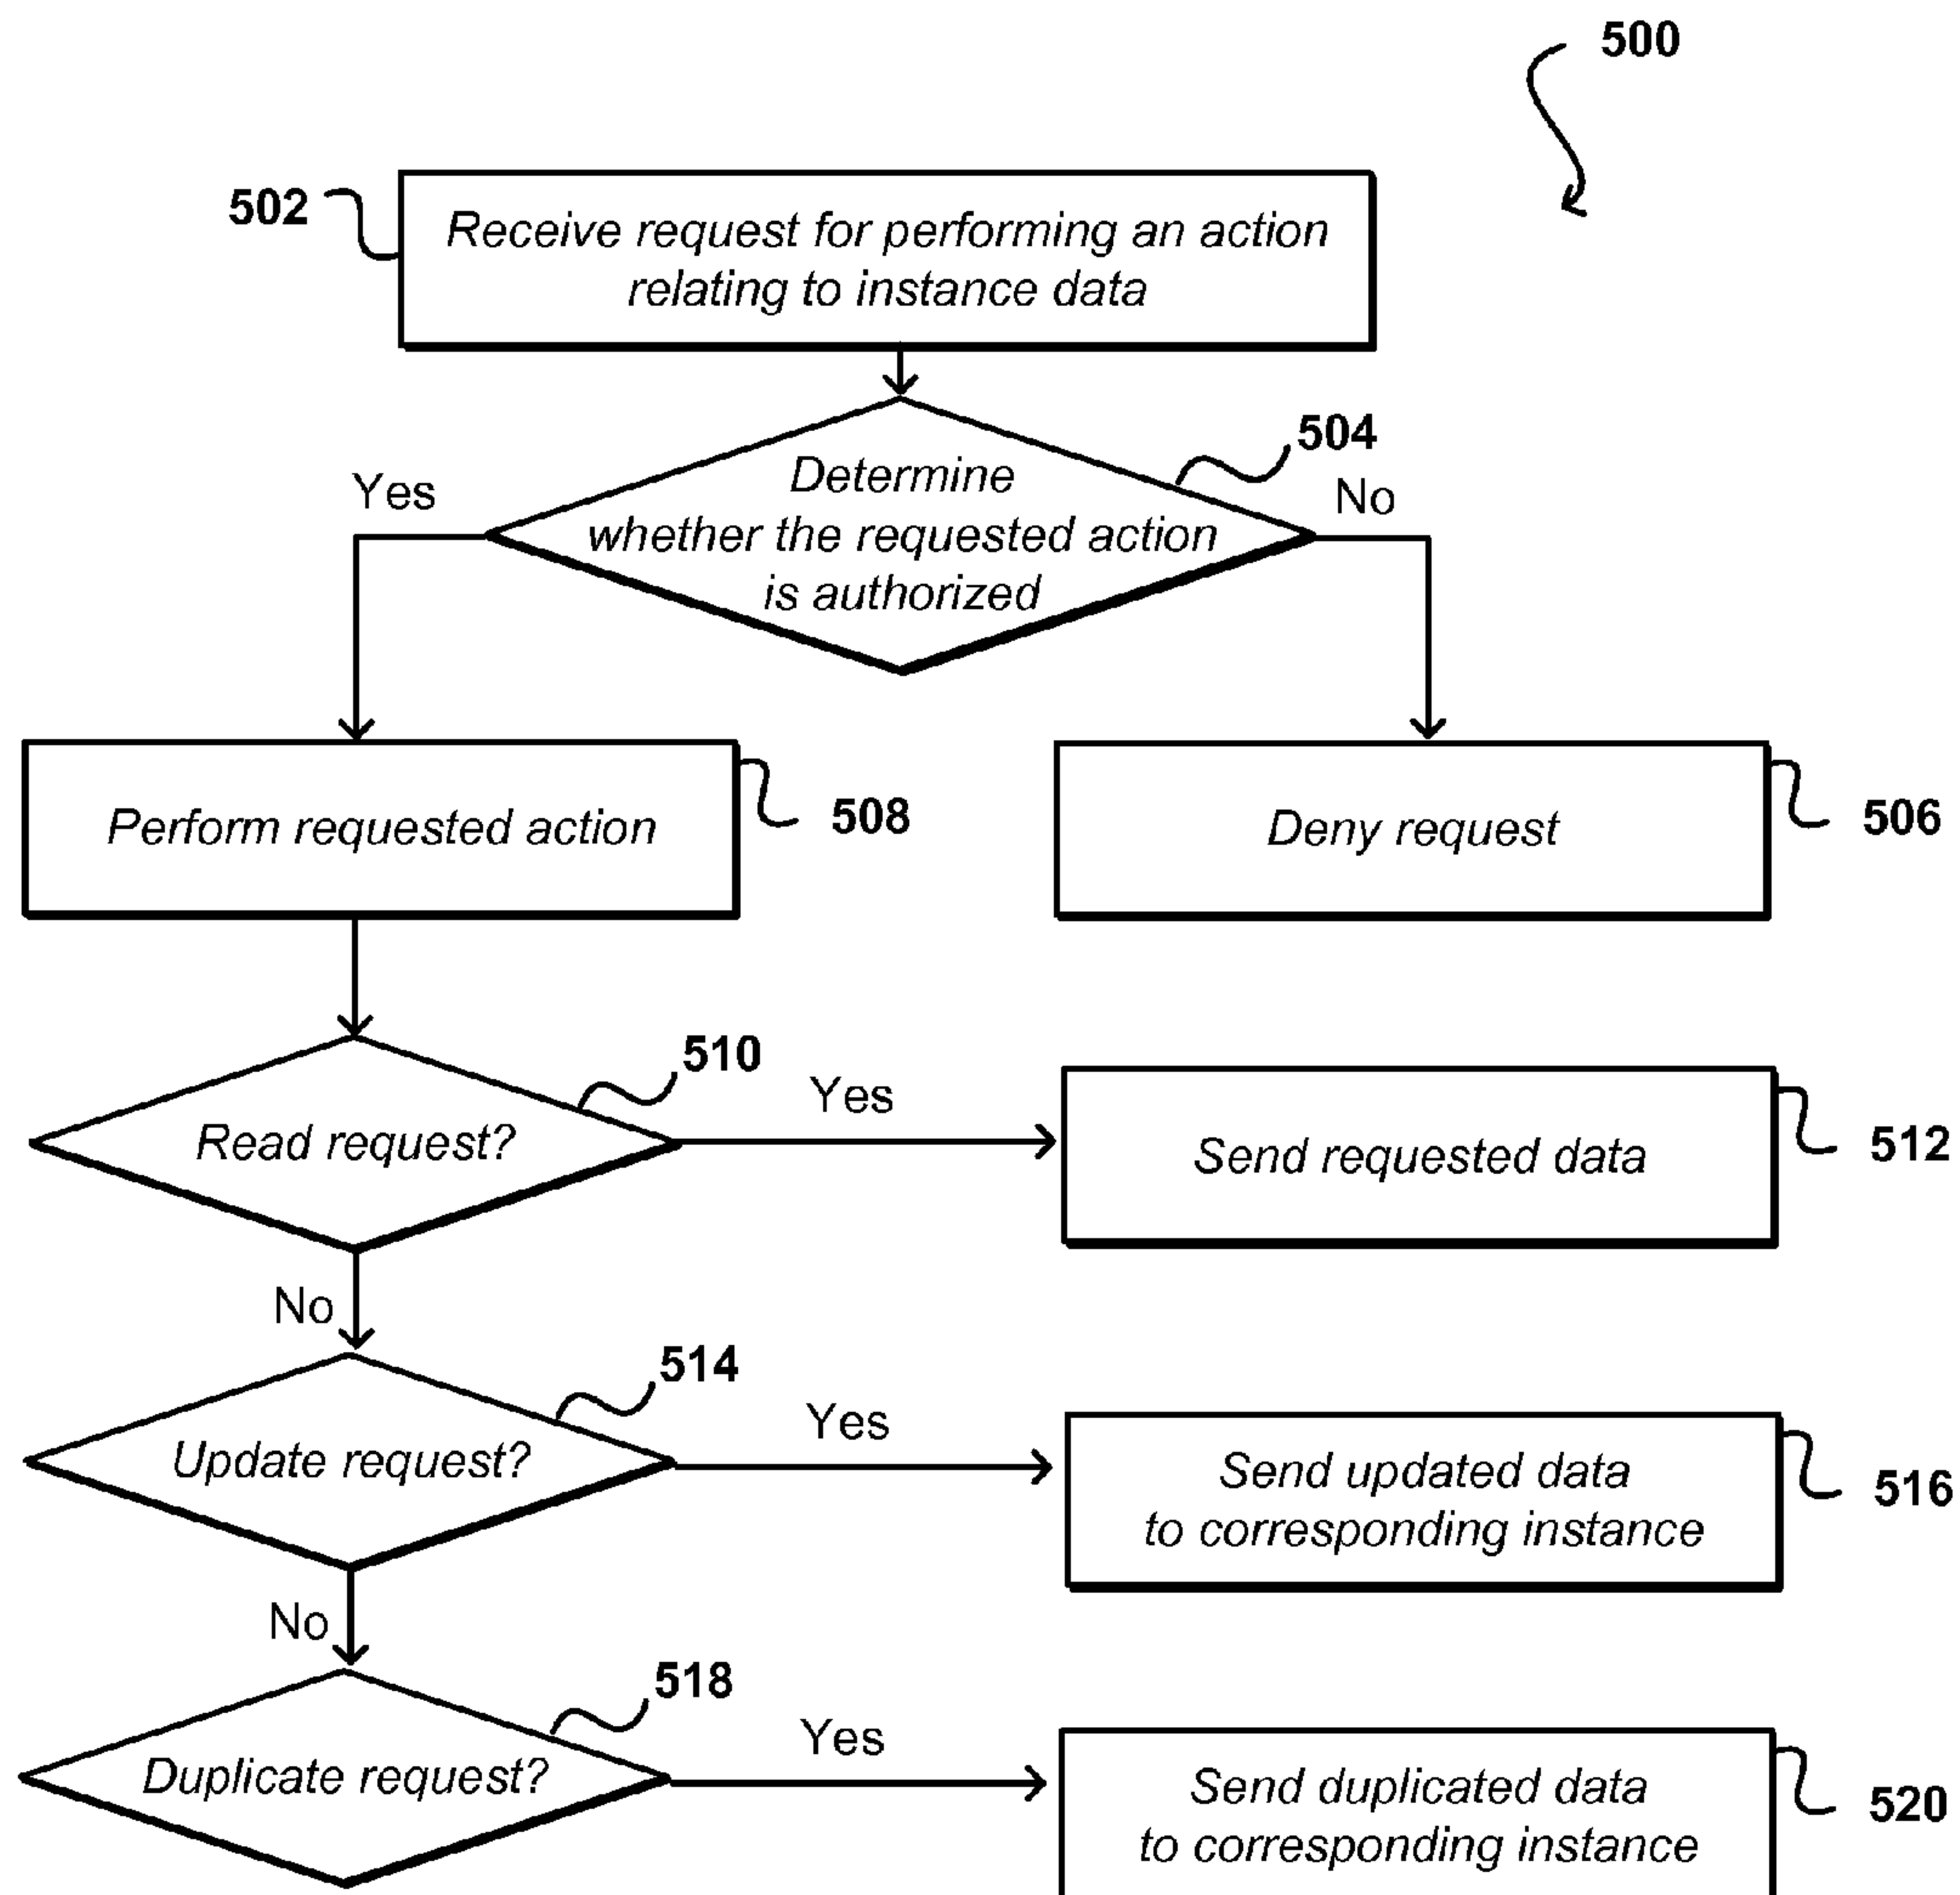 500
502
Receive request for performing an action
relating to instance data
504
Yes
No
Determine
whether the requested action
is authorized
Perform requested action
508
Deny request
506
510
Read request?
Yes
Send requested data
512
No
514
Update request?
Yes
Send updated data
to corresponding instance
516
No
518
Duplicate request?
Yes
Send duplicated data
to corresponding instance
520